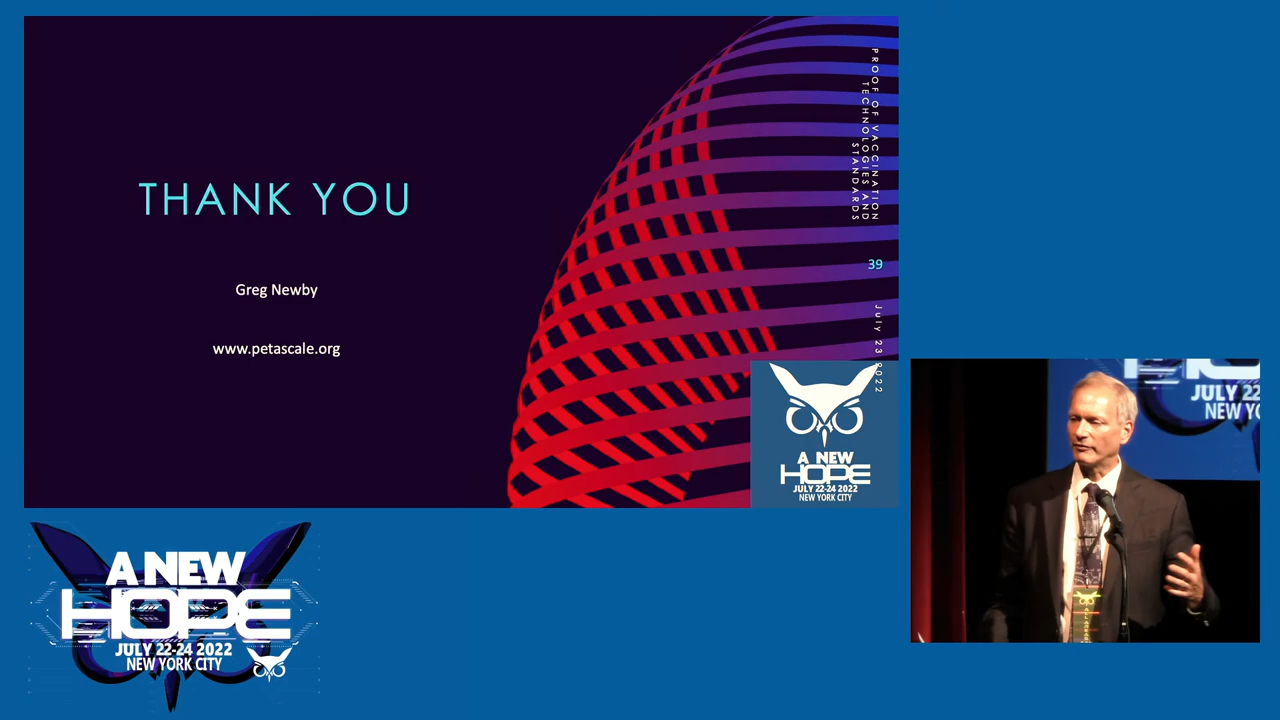 THANK YOU
Greg Newby
www.petascale.org
PROOF OF VACCINATION
TECHNOLOGIES AND
STANDARDS
39
July 23 2022
A NEW
HOPE
JULY 22-24 2022
NEW YORK CITY
A NEW
HOPE
JULY 22-24 2022
NEW YORK CITY
HOPE
JULY 22
NEW YO